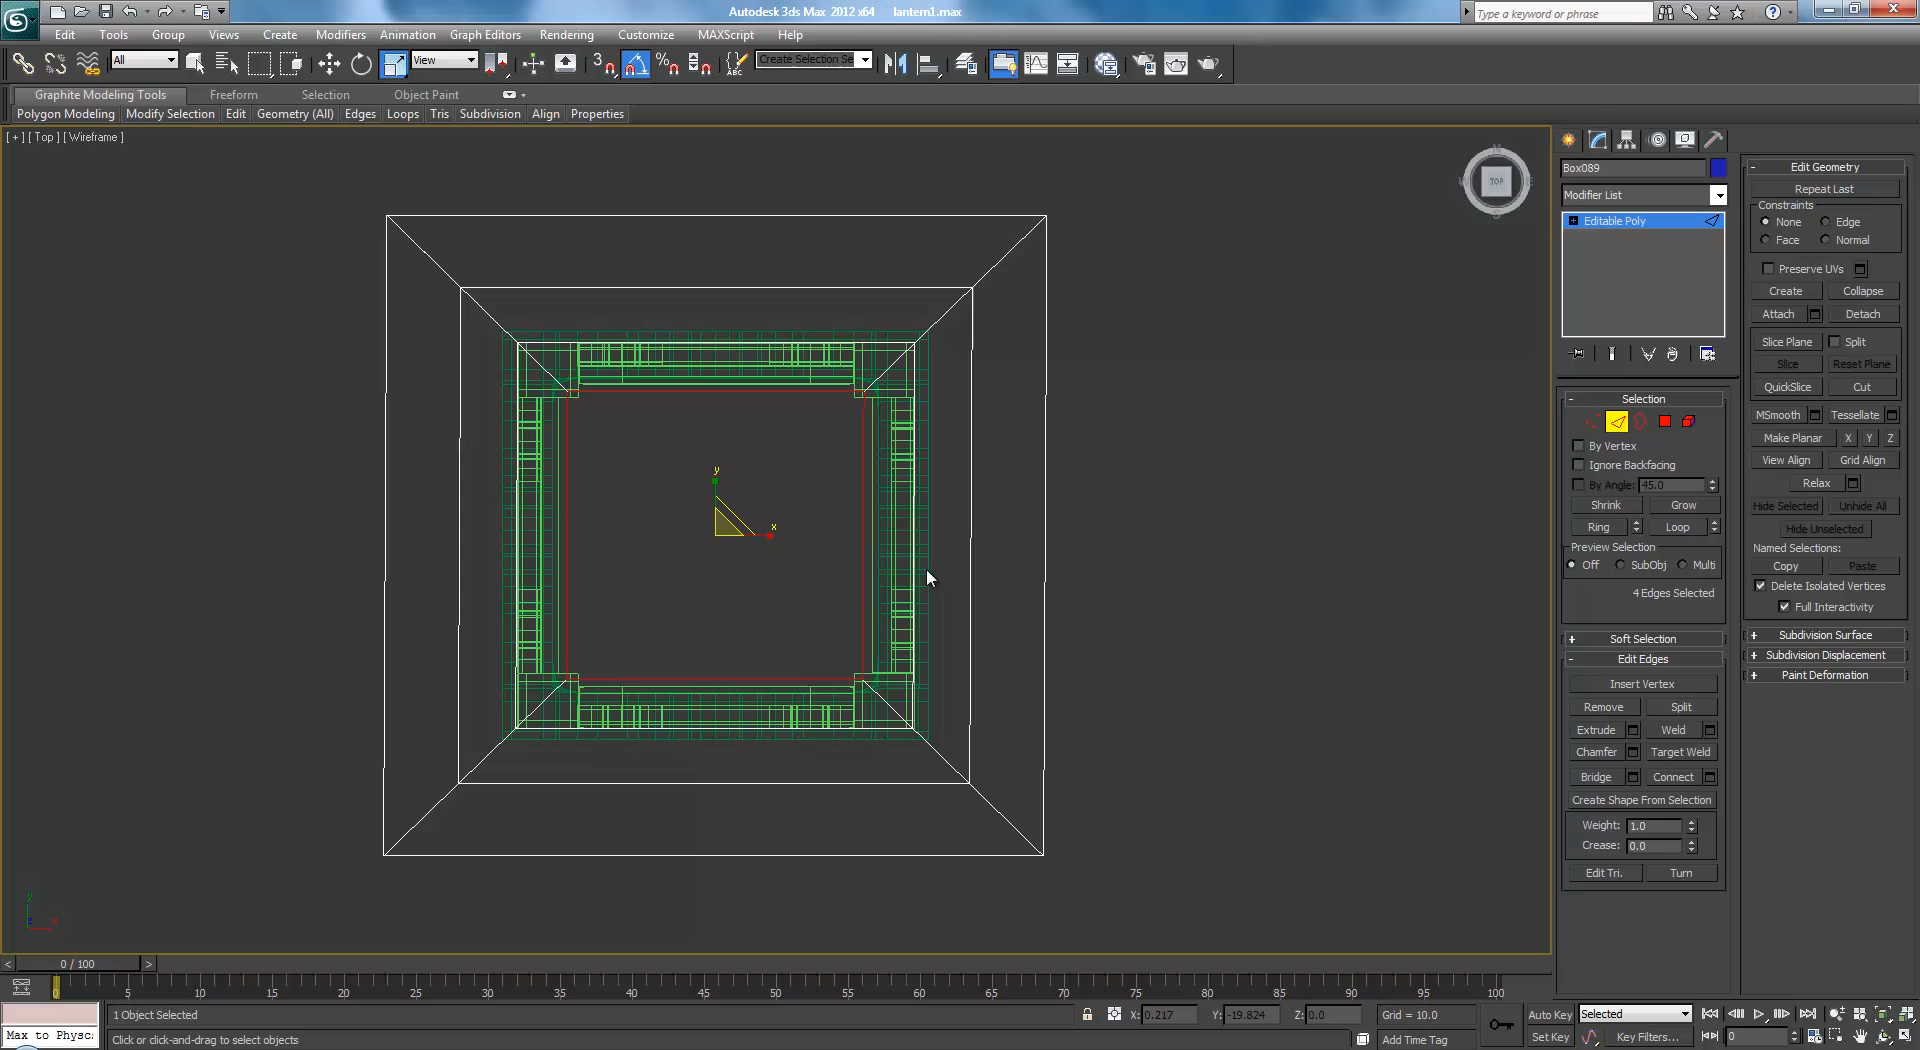 Autodesk 3ds Max 2012 x64 lantern1.max
Type a keyword or phrase
Edit Tools Group Views Create Modifiers Animation Graph Editors Rendering Customize MAXScript Help
All View 3 Create Selection Se
Graphite Modeling Tools Freeform Selection Object Paint
Polygon Modeling Modify Selection Edit Geometry (All) Edges Loops Tris Subdivision Align Properties
[ + ] [ Top ] [ Wireframe ]
N
TOP
S
y
x
y
z x
Box089
Modifier List
Editable Poly
- Selection
By Vertex
Ignore Backfacing
By Angle: 45.0
Shrink Grow
Ring Loop
Preview Selection
Off SubObj Multi
4 Edges Selected
+ Soft Selection
- Edit Edges
Insert Vertex
Remove Split
Extrude Weld
Chamfer Target Weld
Bridge Connect
Create Shape From Selection
Weight: 1.0
Crease: 0.0
Edit Tri. Turn
- Edit Geometry
Repeat Last
Constraints
None Edge
Face Normal
Preserve UVs
Create Collapse
Attach Detach
Slice Plane Split
Slice Reset Plane
QuickSlice Cut
MSmooth Tessellate
Make Planar X Y Z
View Align Grid Align
Relax
Hide Selected Unhide All
Hide Unselected
Named Selections:
Copy Paste
Delete Isolated Vertices
Full Interactivity
+ Subdivision Surface
+ Subdivision Displacement
+ Paint Deformation
< 0 / 100 >
0 5 10 15 20 25 30 35 40 45 50 55 60 65 70 75 80 85 90 95 100
1 Object Selected X: 0.217 Y: -19.824 Z: 0.0 Grid = 10.0 Auto Key Selected
Max to Physc: Click or click-and-drag to select objects Add Time Tag Set Key Key Filters... 0